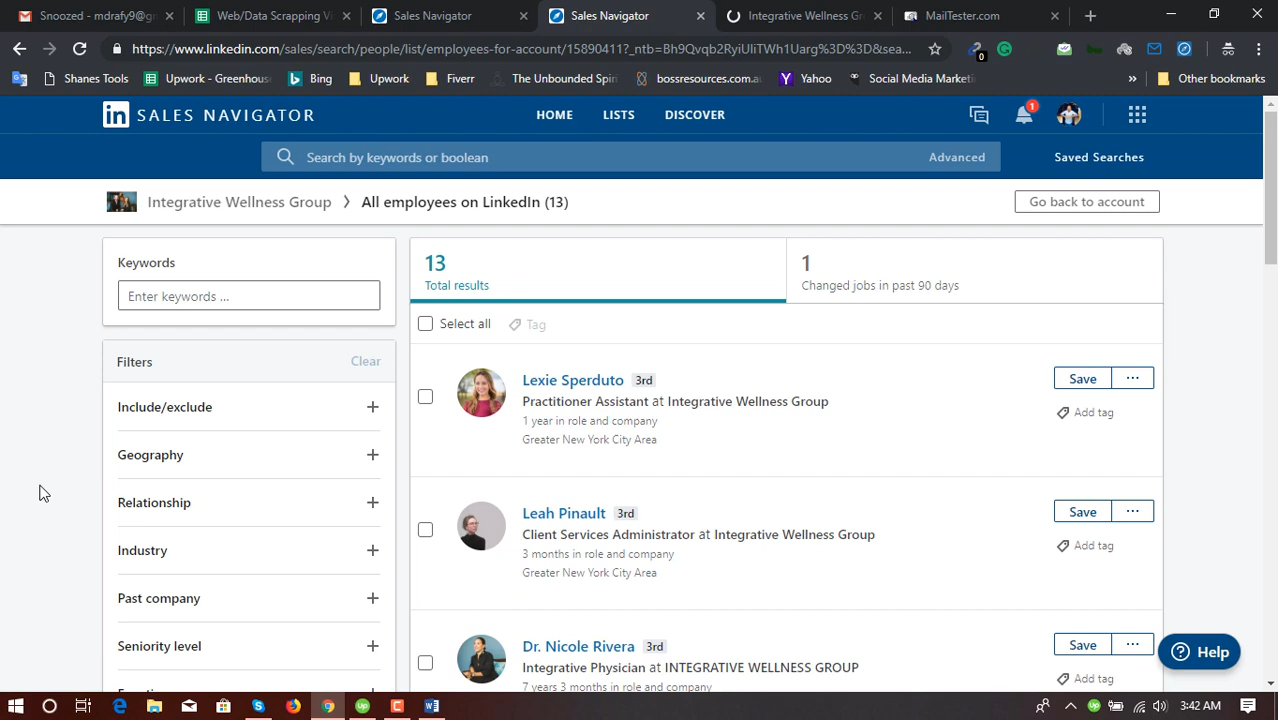 Snoozed - mdrafy9@g
Web/Data Scrapping Vi
Sales Navigator
Sales Navigator
Integrative Wellness Gr
MailTester.com
https://www.linkedin.com/sales/search/people/list/employees-for-account/15890411?_ntb=Bh9Qvqb2RyiUliTWh1Uarg%3D%3D&sea...
0
Shanes Tools
Upwork - Greenhous
Bing
Upwork
Fiverr
The Unbounded Spiri
bossresources.com.au
Yahoo
Social Media Marketi
Other bookmarks
in SALES NAVIGATOR
HOME
LISTS
DISCOVER
1
Search by keywords or boolean
Advanced
Saved Searches
Integrative Wellness Group
All employees on LinkedIn (13)
Go back to account
Keywords
Enter keywords ...
Filters
Clear
Include/exclude
Geography
Relationship
Industry
Past company
Seniority level
13
Total results
1
Changed jobs in past 90 days
Select all
Tag
Lexie Sperduto 3rd
Practitioner Assistant at Integrative Wellness Group
1 year in role and company
Greater New York City Area
Save
...
Add tag
Leah Pinault 3rd
Client Services Administrator at Integrative Wellness Group
3 months in role and company
Greater New York City Area
Save
...
Add tag
Dr. Nicole Rivera 3rd
Integrative Physician at INTEGRATIVE WELLNESS GROUP
7 years 3 months in role and company
Save
...
Add tag
Help
3:42 AM